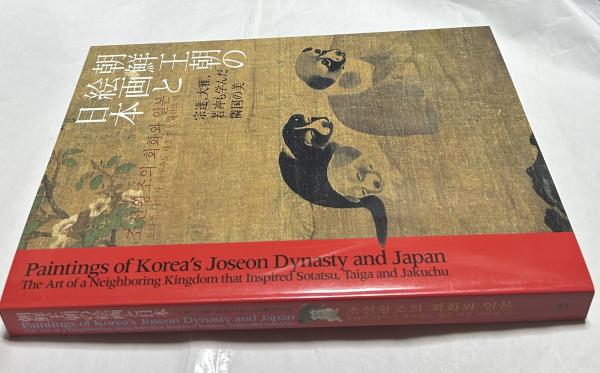 朝鮮王朝の
絵画と
日本
宗達、大雅、
若冲も学んだ
隣国の美
조선 왕조의 회화와 일본
Paintings of Korea's Joseon Dynasty and Japan
The Art of a Neighboring Kingdom that Inspired Sotatsu, Taiga and Jakuchu
朝鮮王朝の絵画と日本
조선 왕조의 회화와 일본
Paintings of Korea's Joseon Dynasty and Japan